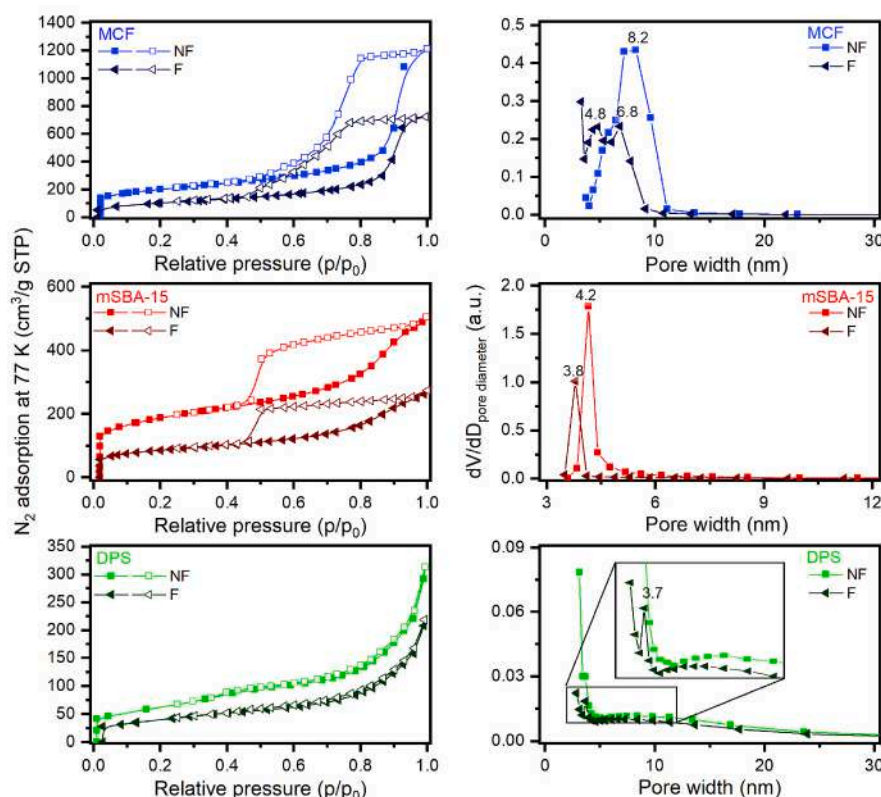 MCF
NF
F
1400
1200
1000
800
600
400
200
0
0.0 0.2 0.4 0.6 0.8 1.0
Relative pressure (p/p₀)
MCF
NF
F
8.2
4.8
6.8
0.5
0.4
0.3
0.2
0.1
0.0
0 10 20 30
Pore width (nm)
N₂ adsorption at 77 K (cm³/g STP)
mSBA-15
NF
F
600
400
200
0
0.0 0.2 0.4 0.6 0.8 1.0
Relative pressure (p/p₀)
dV/dD pore diameter (a.u.)
mSBA-15
NF
F
4.2
3.8
2.0
1.5
1.0
0.5
0.0
3 6 9 12
Pore width (nm)
DPS
NF
F
350
300
250
200
150
100
50
0
0.0 0.2 0.4 0.6 0.8 1.0
Relative pressure (p/p₀)
DPS
NF
F
3.7
0.09
0.06
0.03
0.00
0 10 20 30
Pore width (nm)